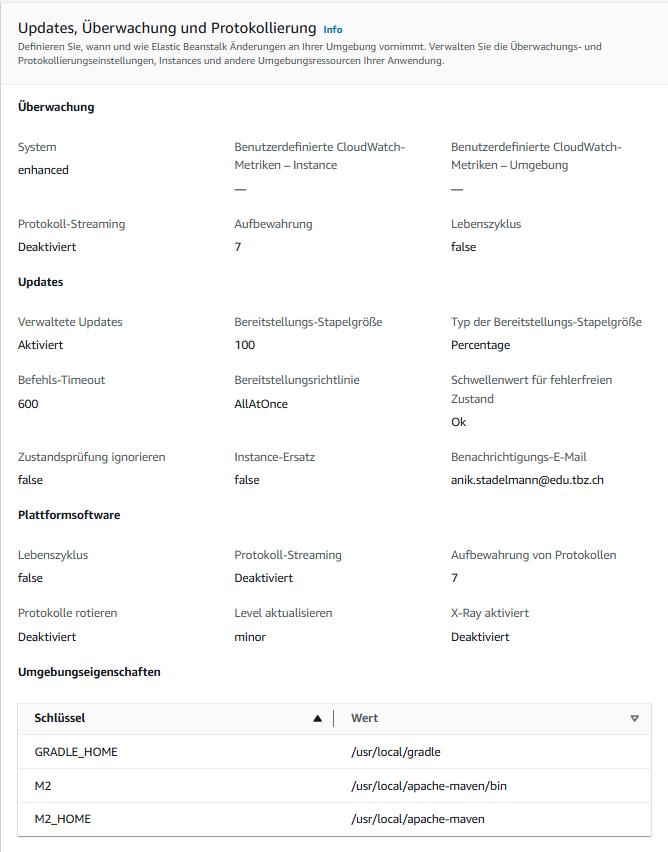 Updates, Überwachung und Protokollierung Info
Definieren Sie, wann und wie Elastic Beanstalk Änderungen an Ihrer Umgebung vornimmt. Verwalten Sie die Überwachungs- und
Protokollierungseinstellungen, Instances und andere Umgebungsressourcen Ihrer Anwendung.
Überwachung
System
enhanced
Benutzerdefinierte CloudWatch-
Metriken – Instance
—
Benutzerdefinierte CloudWatch-
Metriken – Umgebung
—
Protokoll-Streaming
Deaktiviert
Aufbewahrung
7
Lebenszyklus
false
Updates
Verwaltete Updates
Aktiviert
Bereitstellungs-Stapelgröße
100
Typ der Bereitstellungs-Stapelgröße
Percentage
Befehls-Timeout
600
Bereitstellungsrichtlinie
AllAtOnce
Schwellenwert für fehlerfreien
Zustand
Ok
Zustandsprüfung ignorieren
false
Instance-Ersatz
false
Benachrichtigungs-E-Mail
anik.stadelmann@edu.tbz.ch
Plattformsoftware
Lebenszyklus
false
Protokoll-Streaming
Deaktiviert
Aufbewahrung von Protokollen
7
Protokolle rotieren
Deaktiviert
Level aktualisieren
minor
X-Ray aktiviert
Deaktiviert
Umgebungseigenschaften
Schlüssel Wert
GRADLE_HOME /usr/local/gradle
M2 /usr/local/apache-maven/bin
M2_HOME /usr/local/apache-maven